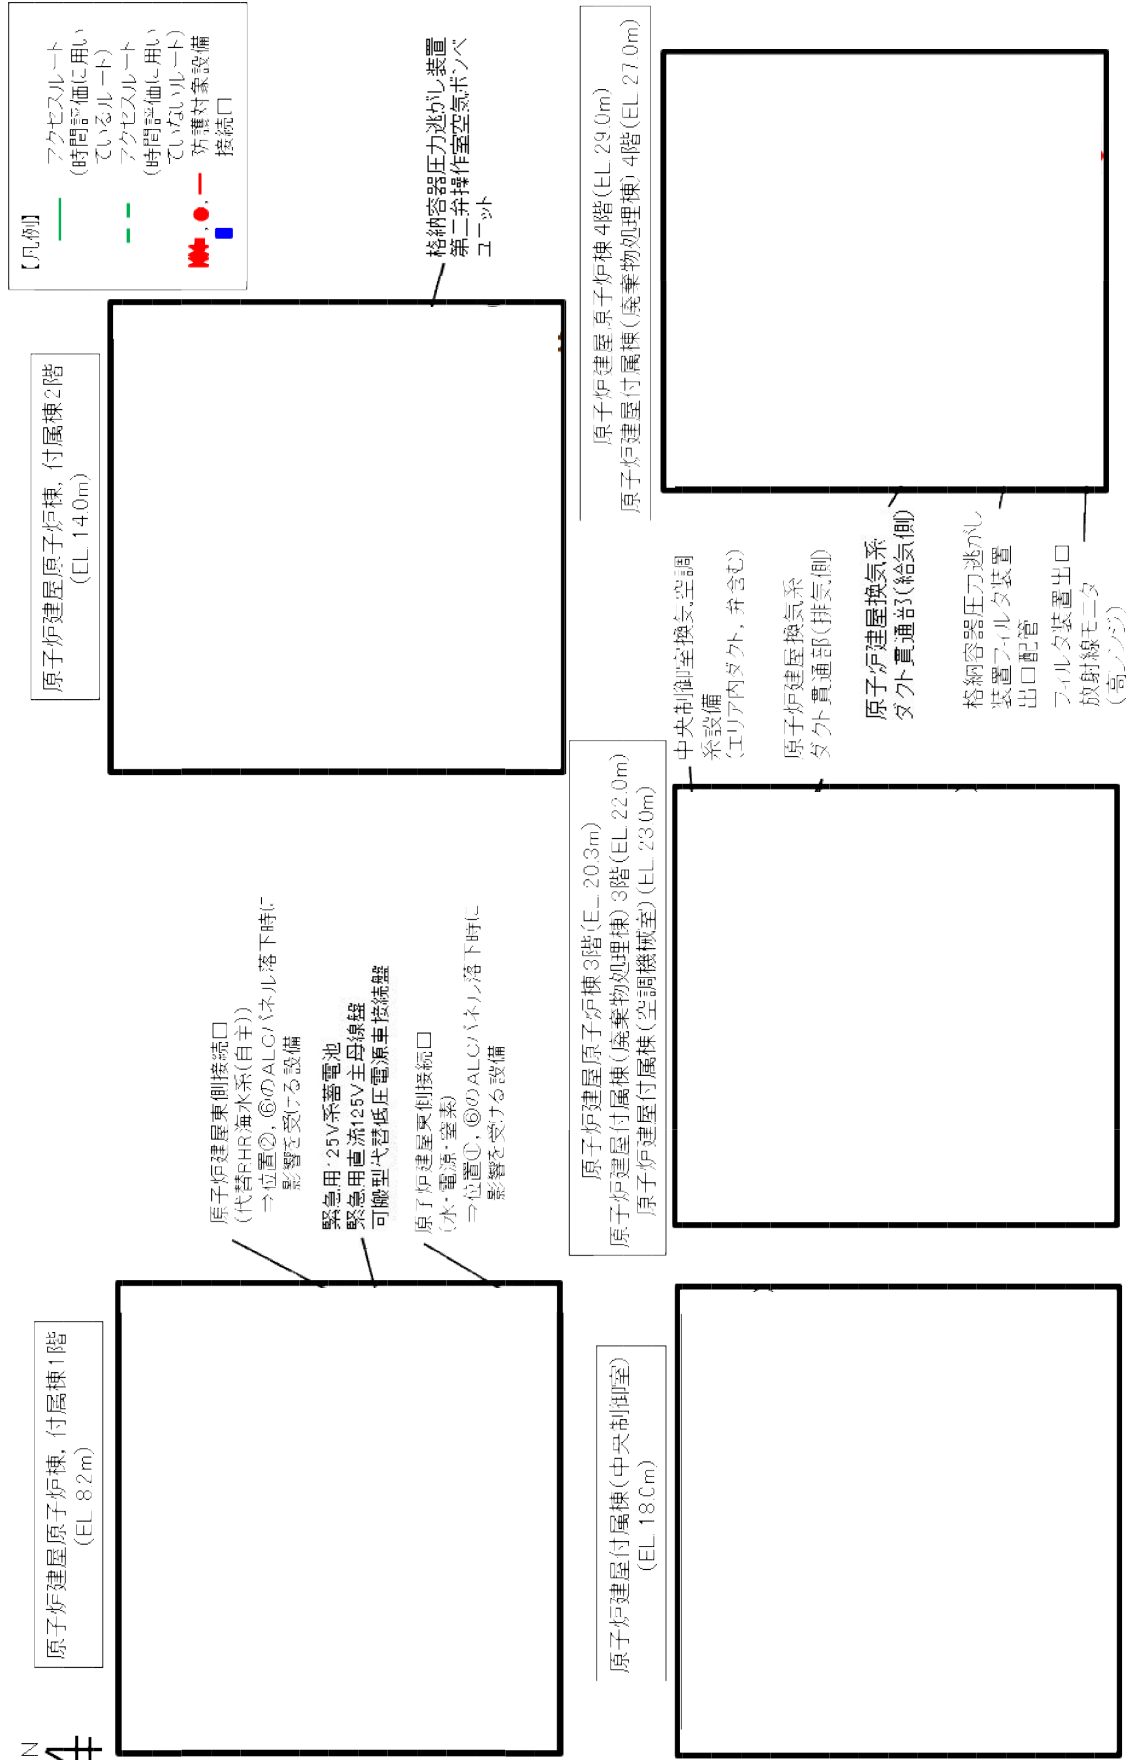 N
原子炉建屋原子炉棟，付属棟1階
(EL.8.2m)
原子炉建屋東側接続口
(代替RHR海水系(自主))
⇒位置②，⑥のALCパネル落下時に
影響を受ける設備
緊急用125V系蓄電池
緊急用直流125V主母線盤
可搬型代替低圧電源車接続盤
原子炉建屋東側接続口
(水・電源・窒素)
⇒位置①，⑥のALCパネル落下時に
影響を受ける設備
原子炉建屋原子炉棟，付属棟2階
(EL.14.0m)
格納容器圧力逃がし装置
第二弁操作室空気ボンベ
ユニット
【凡例】
アクセスルート
(時間評価に用い
ているルート)
アクセスルート
(時間評価に用い
ていないルート)
防護対象設備
接続口
原子炉建屋付属棟(中央制御室)
(EL.18.0m)
原子炉建屋原子炉棟3階(EL.20.3m)
原子炉建屋付属棟(廃棄物処理棟)3階(EL.22.0m)
原子炉建屋付属棟(空調機械室)(EL.23.0m)
中央制御室換気空調
系設備
(エリア内ダクト，弁含む)
原子炉建屋換気系
ダクト貫通部(排気側)
原子炉建屋原子炉棟4階(EL.29.0m)
原子炉建屋付属棟(廃棄物処理棟)4階(EL.27.0m)
原子炉建屋換気系
ダクト貫通部(給気側)
格納容器圧力逃がし
装置フィルタ装置
出口配管
フィルタ装置出口
放射線モニタ
(高レンジ)